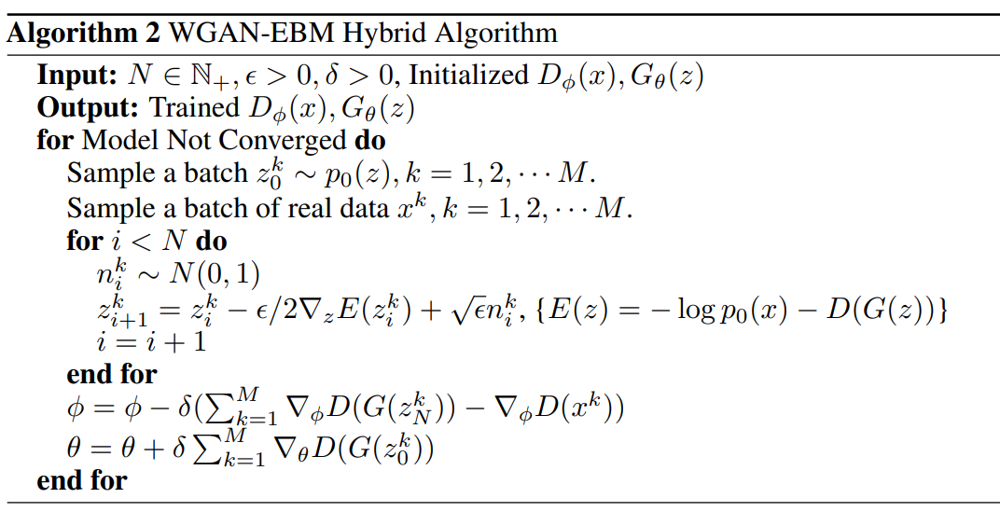 Algorithm 2 WGAN-EBM Hybrid Algorithm
Input: $N \in \mathbb{N}_+, \epsilon > 0, \delta > 0$, Initialized $D_\phi(x), G_\theta(z)$
Output: Trained $D_\phi(x), G_\theta(z)$
for Model Not Converged do
Sample a batch $z_0^k \sim p_0(z), k = 1, 2, \cdots M$.
Sample a batch of real data $x^k, k = 1, 2, \cdots M$.
for $i < N$ do
$n_i^k \sim N(0, 1)$
$z_{i+1}^k = z_i^k - \epsilon/2 \nabla_z E(z_i^k) + \sqrt{\epsilon} n_i^k, \{E(z) = -\log p_0(x) - D(G(z))\}$
$i = i + 1$
end for
$\phi = \phi - \delta(\sum_{k=1}^M \nabla_\phi D(G(z_N^k)) - \nabla_\phi D(x^k))$
$\theta = \theta + \delta \sum_{k=1}^M \nabla_\theta D(G(z_0^k))$
end for